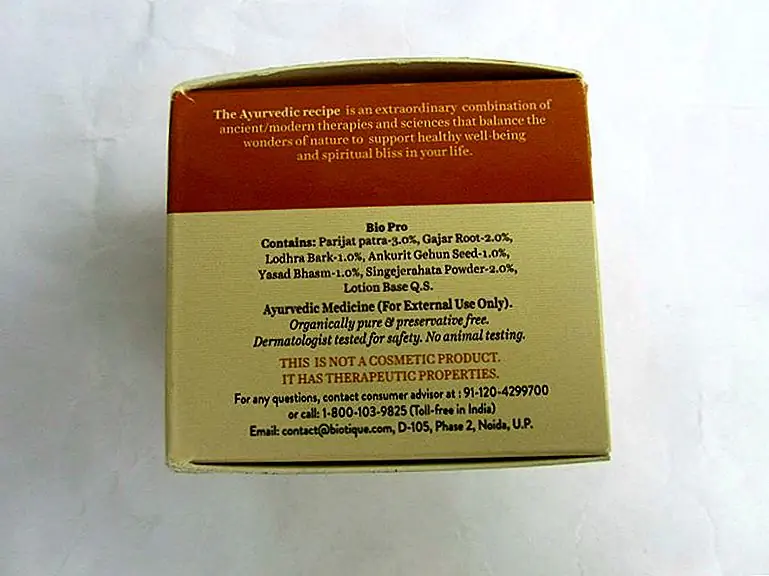 The Ayurvedic recipe is an extraordinary combination of
ancient/modern therapies and sciences that balance the
wonders of nature to support healthy well-being
and spiritual bliss in your life.
Bio Pro
Contains: Parijat patra-3.0%, Gajar Root-2.0%,
Lodhra Bark-1.0%, Ankurit Gehun Seed-1.0%,
Yasad Bhasm-1.0%, Singejerahata Powder-2.0%,
Lotion Base Q.S.
Ayurvedic Medicine (For External Use Only).
Organically pure & preservative free.
Dermatologist tested for safety. No animal testing.
THIS IS NOT A COSMETIC PRODUCT.
IT HAS THERAPEUTIC PROPERTIES.
For any questions, contact consumer advisor at : 91-120-4299700
or call: 1-800-103-9825 (Toll-free in India)
Email: contact@biotique.com, D-105, Phase 2, Noida, U.P.